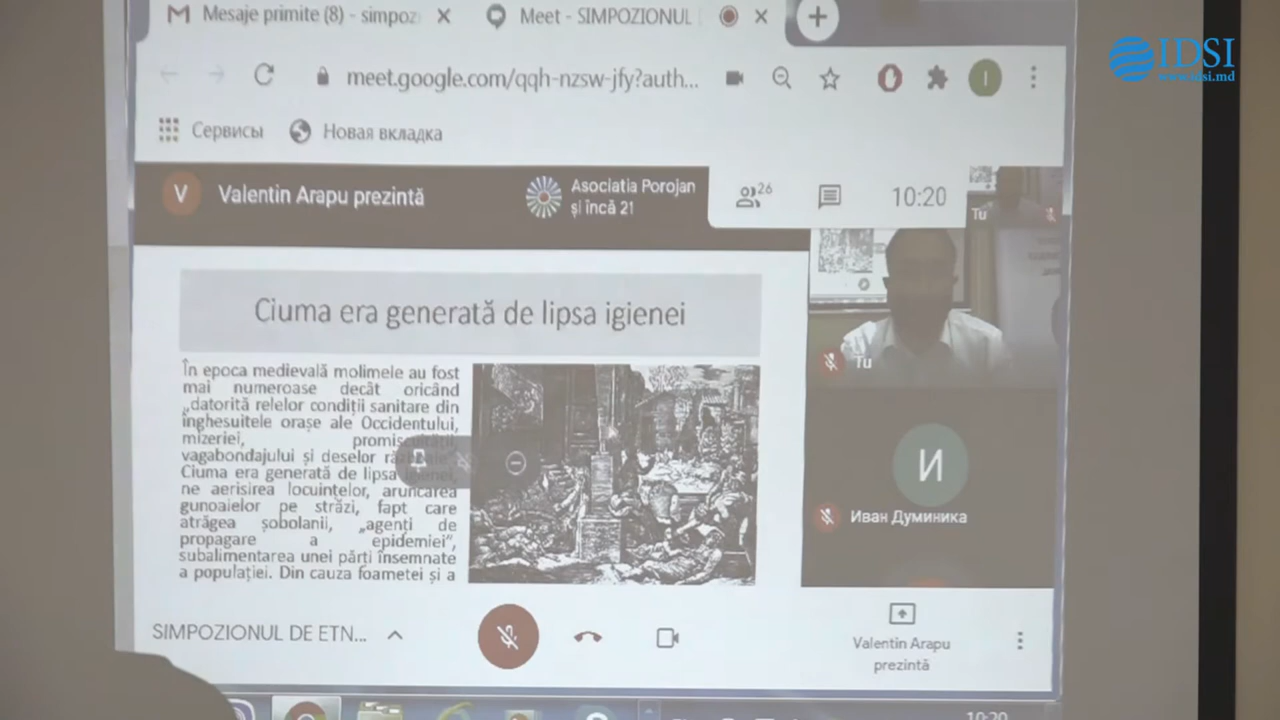 Mesaje primite (8) - simpoz
Meet - SIMPOZIONUL
IDSI
www.idsi.md
meet.google.com/qqh-nzsw-jfy?auth...
I
Сервисы
Новая вкладка
V
Valentin Arapu prezintă
Asociatia Porojan
și încă 21
26
10:20
Tu
Ciuma era generată de lipsa igienei
În epoca medievală molimele au fost
mai numeroase decât oricând
„datorită relelor condiții sanitare din
înghesuitele orașe ale Occidentului,
mizeriei,
vagabondajului și deselor
Ciuma era generată de lipsa igienei,
ne aerisirea locuințelor, aruncarea
gunoaielor pe străzi, fapt care
atrăgea șobolanii, „agenți de
propagare a epidemiei”,
subalimentarea unei părți însemnate
a populației. Din cauza foametei și a
Tu
И
Иван Думиника
SIMPOZIONUL DE ETN...
Valentin Arapu
prezintă
10:20